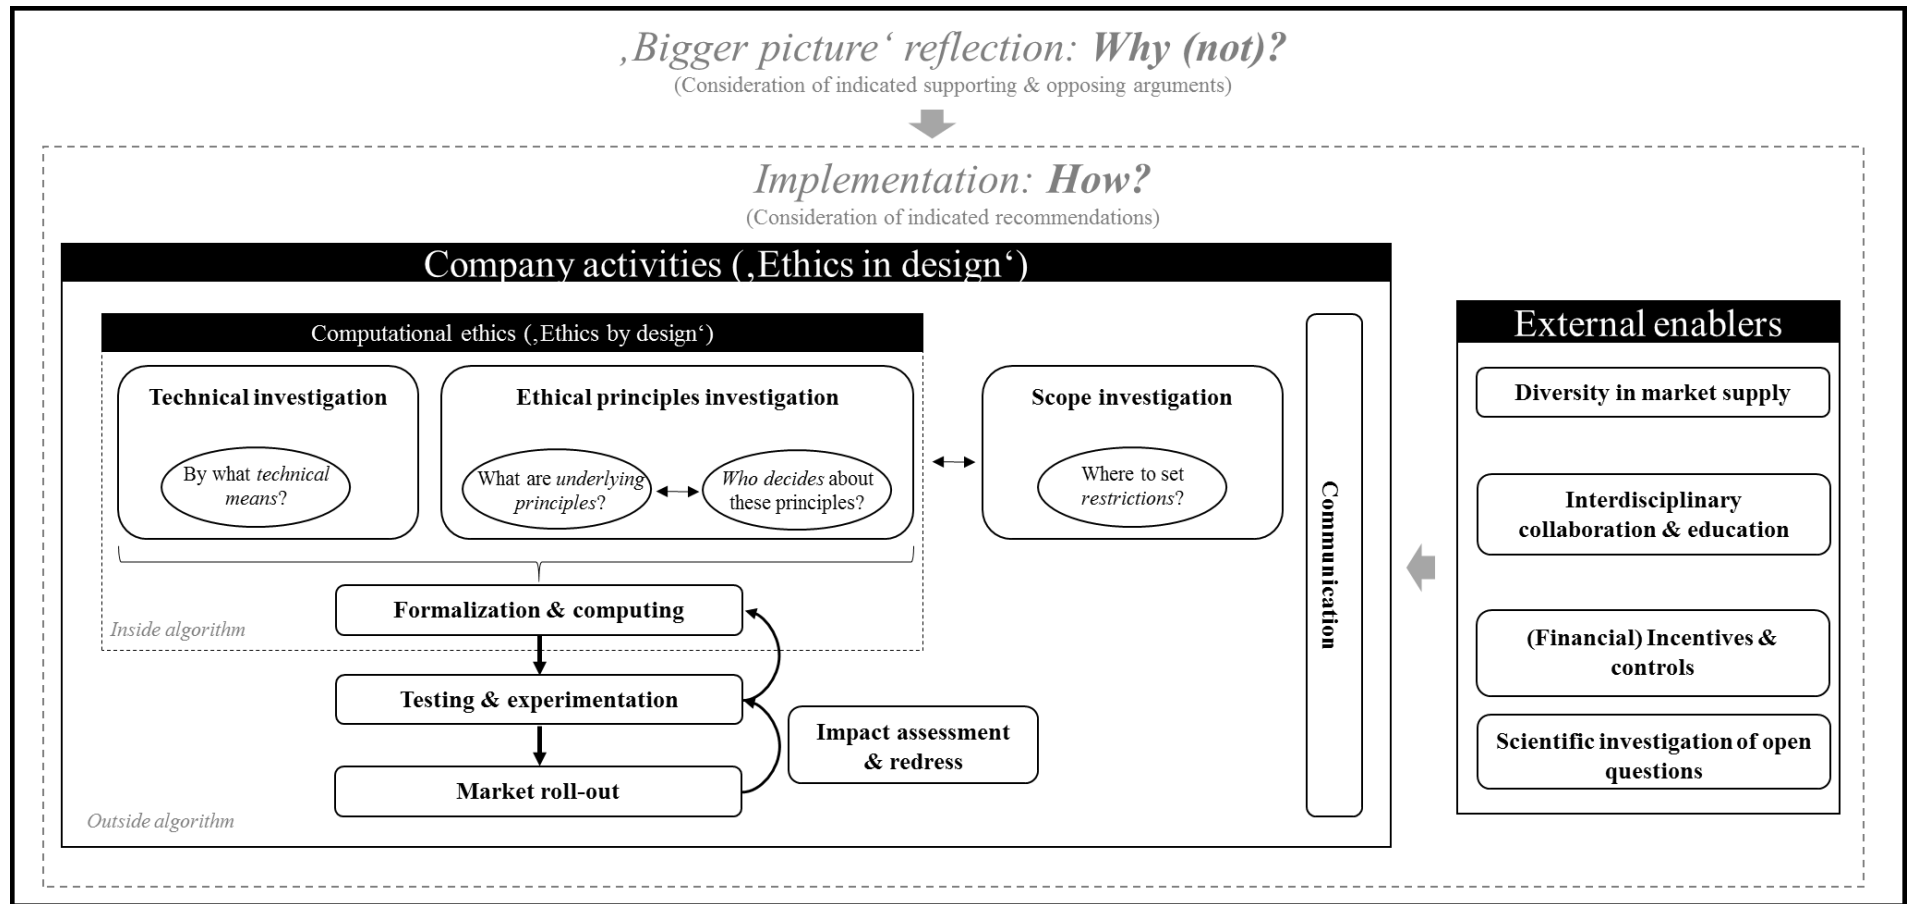 ‚Bigger picture‘ reflection: Why (not)?
(Consideration of indicated supporting & opposing arguments)
Implementation: How?
(Consideration of indicated recommendations)
Company activities (‚Ethics in design‘)
Computational ethics (‚Ethics by design‘)
Technical investigation
By what technical
means?
Ethical principles investigation
What are underlying
principles?
Who decides about
these principles?
Scope investigation
Where to set
restrictions?
Formalization & computing
Inside algorithm
Testing & experimentation
Impact assessment
& redress
Market roll-out
Outside algorithm
Communication
External enablers
Diversity in market supply
Interdisciplinary
collaboration & education
(Financial) Incentives &
controls
Scientific investigation of open
questions